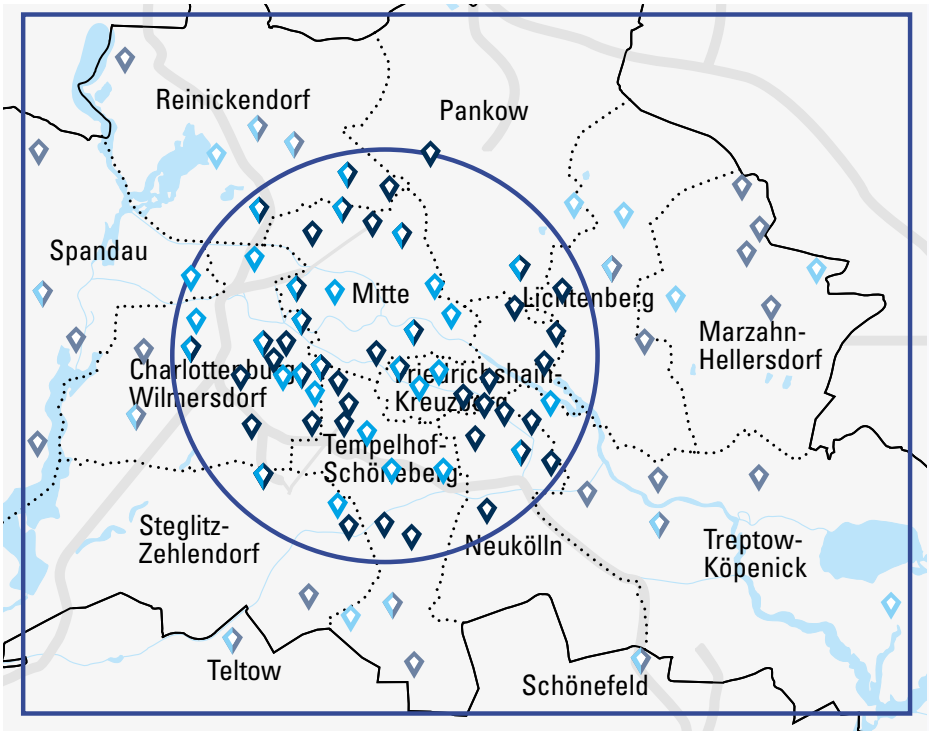 Reinickendorf
Pankow
Spandau
Mitte
Lichtenberg
Marzahn-
Hellersdorf
Charlottenburg-
Wilmersdorf
Friedrichshain-
Kreuzberg
Tempelhof-
Schöneberg
Steglitz-
Zehlendorf
Neukölln
Treptow-
Köpenick
Teltow
Schönefeld